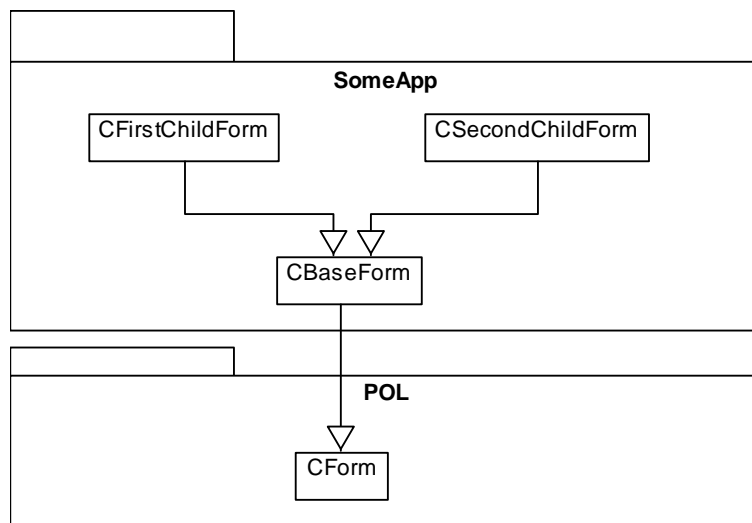 SomeApp
CFirstChildForm
CSecondChildForm
CBaseForm
POL
CForm